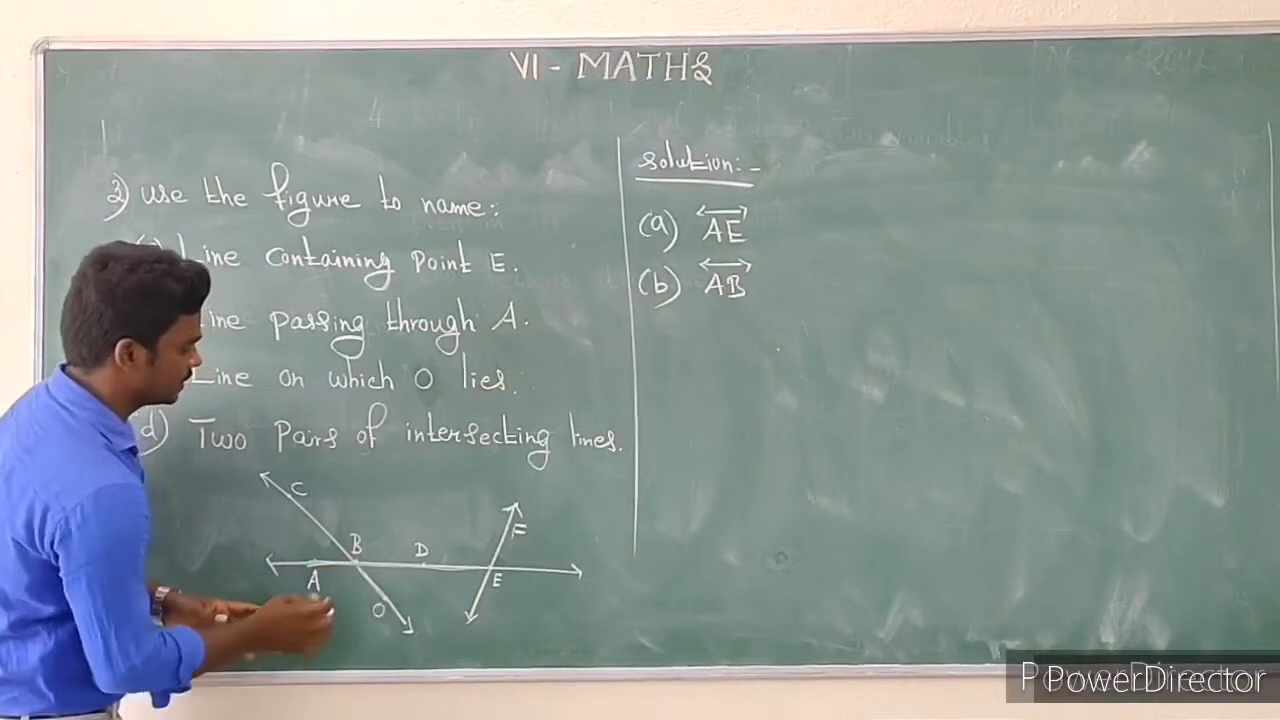 VI - MATHS
3) Use the figure to name:
Line containing point E.
Line passing through A.
Line on which O lies.
(d) Two pairs of intersecting lines.
C
B
D
F
A
E
O
Solution:-
(a) AE
(b) AB
PowerDirector